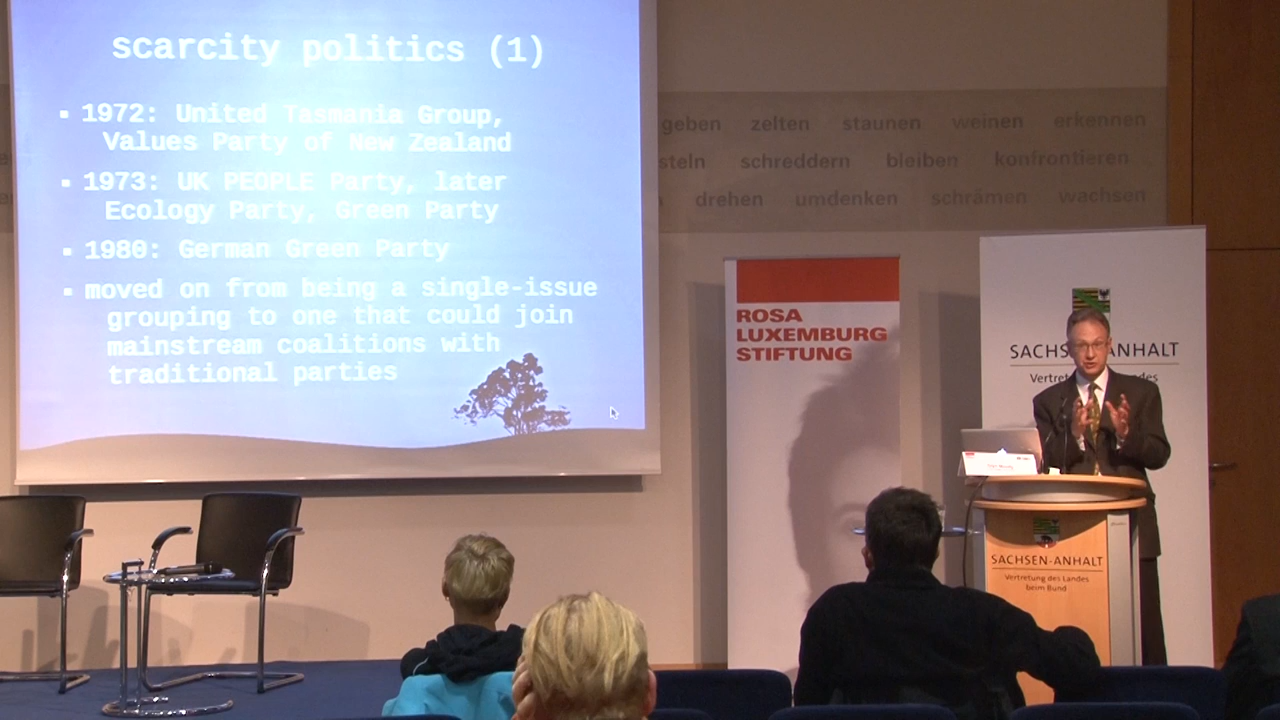 scarcity politics (1)
▪ 1972: United Tasmania Group,
Values Party of New Zealand
▪ 1973: UK PEOPLE Party, later
Ecology Party, Green Party
▪ 1980: German Green Party
▪ moved on from being a single-issue
grouping to one that could join
mainstream coalitions with
traditional parties
geben zelten staunen weinen erkennen
steln schreddern bleiben konfrontieren
drehen umdenken schrämen wachsen
ROSA
LUXEMBURG
STIFTUNG
SACHS ANHALT
Vertret des
SACHSEN-ANHALT
Vertretung des Landes
beim Bund